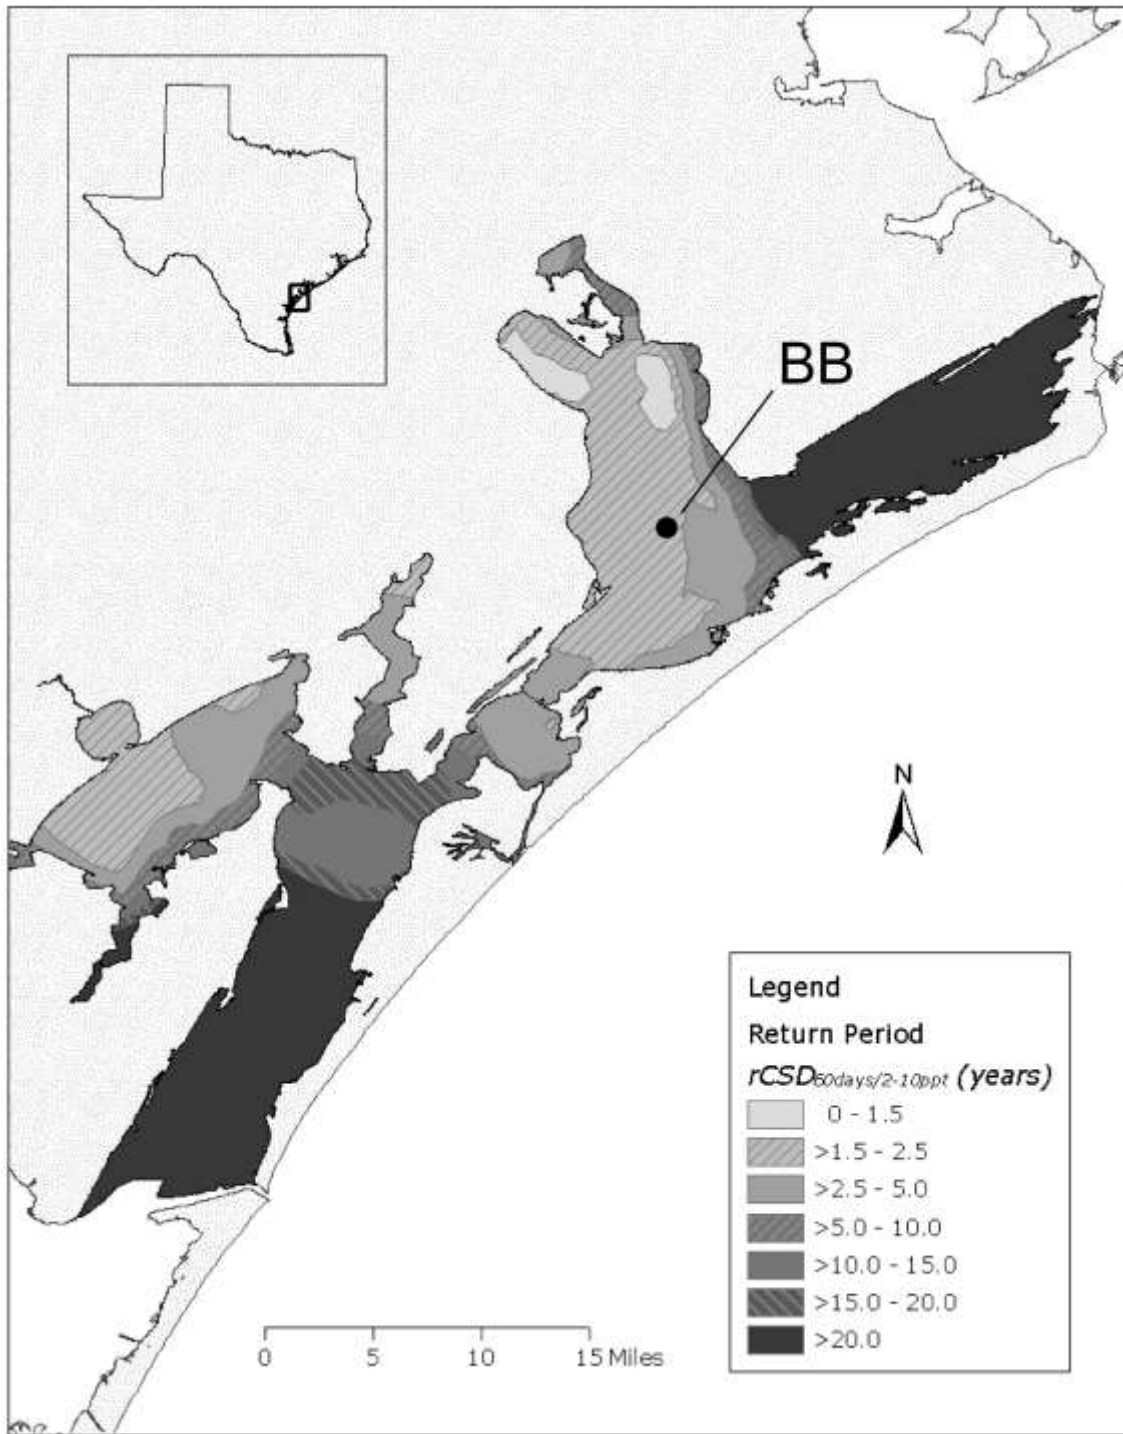 BB
N
Legend
Return Period
rCSD60days/2-10ppt (years)
0 - 1.5
>1.5 - 2.5
>2.5 - 5.0
>5.0 - 10.0
>10.0 - 15.0
>15.0 - 20.0
>20.0
0 5 10 15 Miles